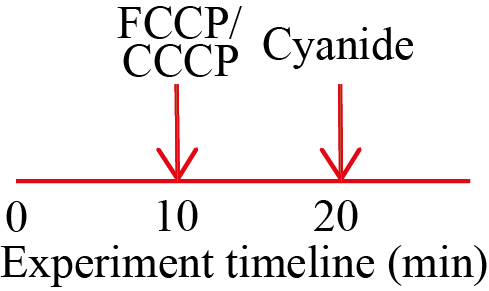 FCCP/
CCCP
Cyanide
0 10 20
Experiment timeline (min)